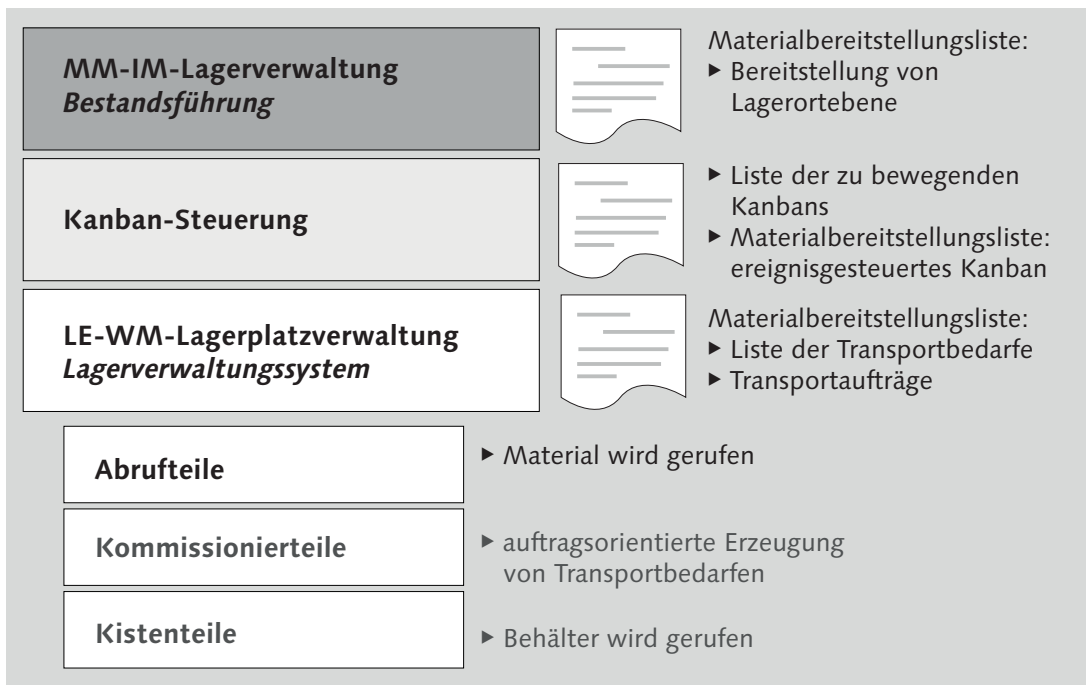 MM-IM-Lagerverwaltung
Bestandsführung
Materialbereitstellungsliste:
▶ Bereitstellung von
Lagerortebene
Kanban-Steuerung
▶ Liste der zu bewegenden
Kanbans
▶ Materialbereitstellungsliste:
ereignisgesteuertes Kanban
LE-WM-Lagerplatzverwaltung
Lagerverwaltungssystem
Materialbereitstellungsliste:
▶ Liste der Transportbedarfe
▶ Transportaufträge
Abrufteile
▶ Material wird gerufen
Kommissionierteile
▶ auftragsorientierte Erzeugung
von Transportbedarfen
Kistenteile
▶ Behälter wird gerufen